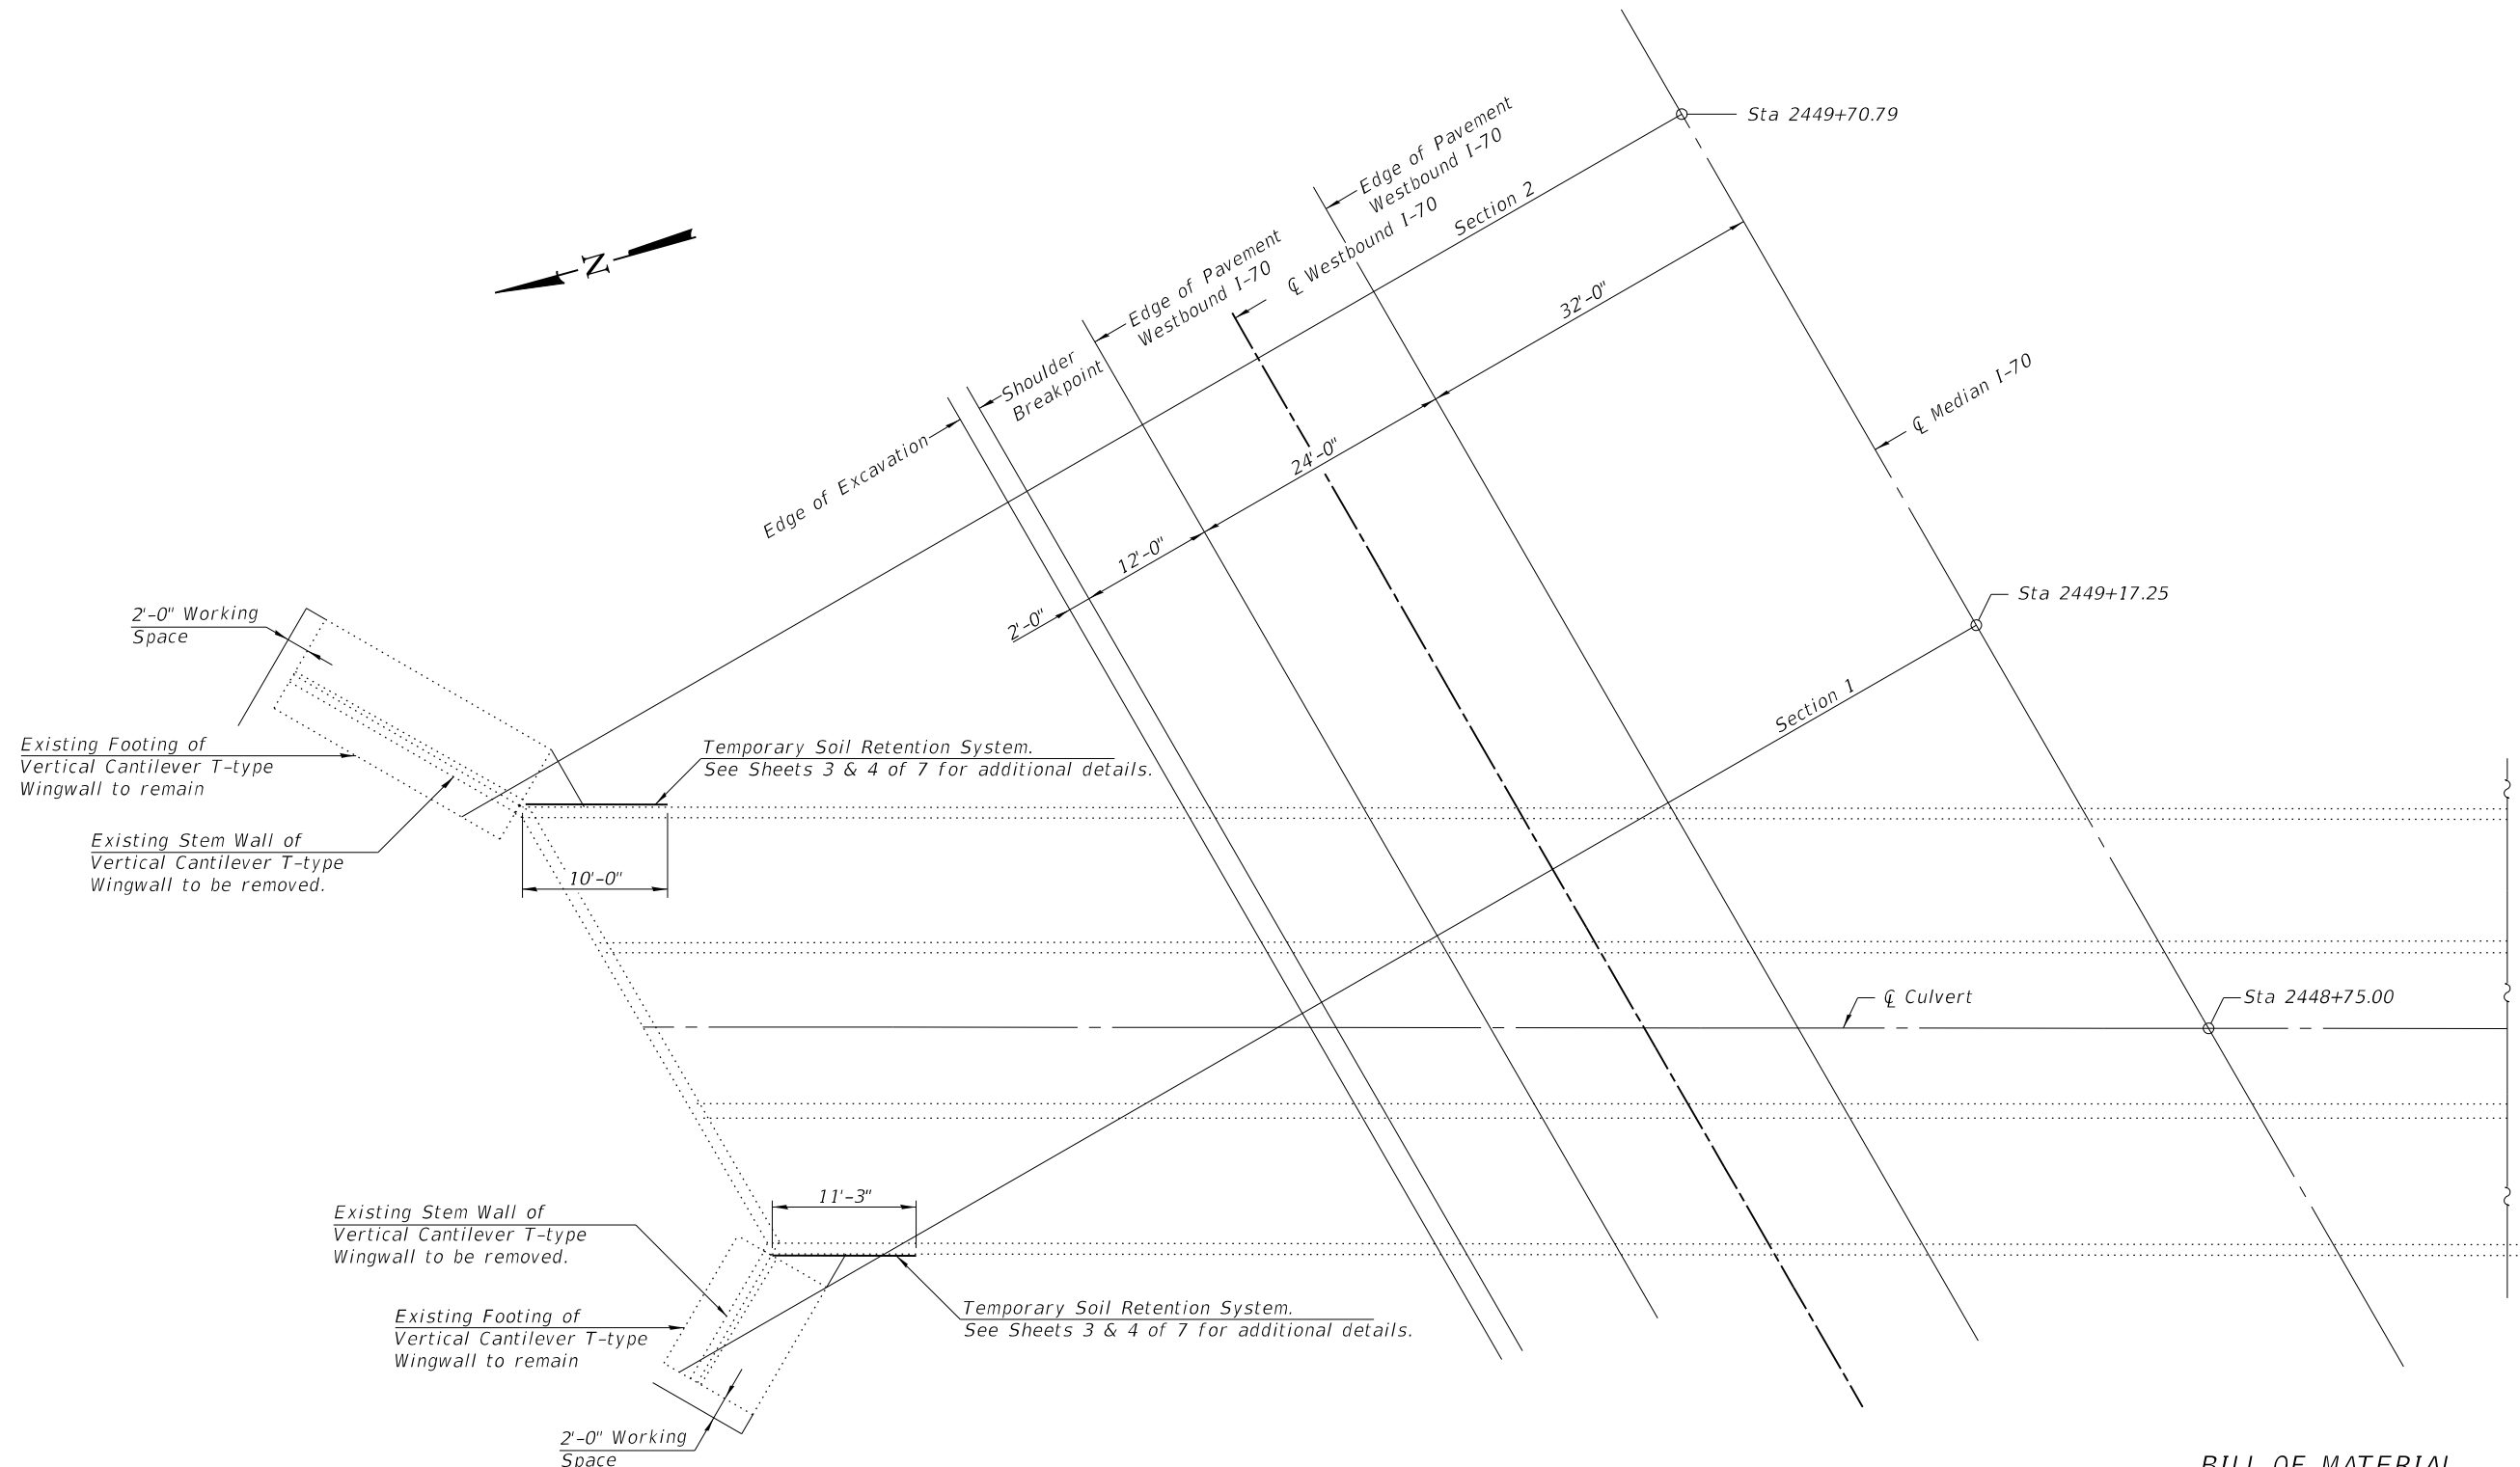 Sta 2449+70.79
Edge of Pavement
Westbound I-70
℄ Westbound I-70
Section 2
Edge of Pavement
Westbound I-70
Shoulder
Breakpoint
Edge of Excavation
N
32'-0"
24'-0"
12'-0"
2'-0"
℄ Median I-70
Sta 2449+17.25
Section 1
2'-0" Working
Space
Existing Footing of
Vertical Cantilever T-type
Wingwall to remain
Temporary Soil Retention System.
See Sheets 3 & 4 of 7 for additional details.
Existing Stem Wall of
Vertical Cantilever T-type
Wingwall to be removed.
10'-0"
℄ Culvert
Sta 2448+75.00
11'-3"
Existing Stem Wall of
Vertical Cantilever T-type
Wingwall to be removed.
Existing Footing of
Vertical Cantilever T-type
Wingwall to remain
Temporary Soil Retention System.
See Sheets 3 & 4 of 7 for additional details.
2'-0" Working
Space
BILL OF MATERIAL